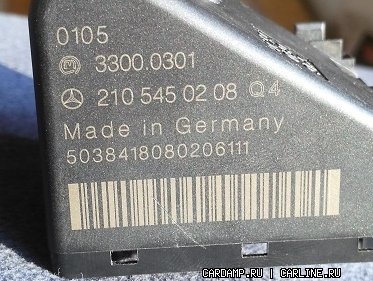 0105
3300.0301
210 545 02 08 Q4
Made in Germany
5038418080206111
CARDAMP.RU | CARLINE.RU